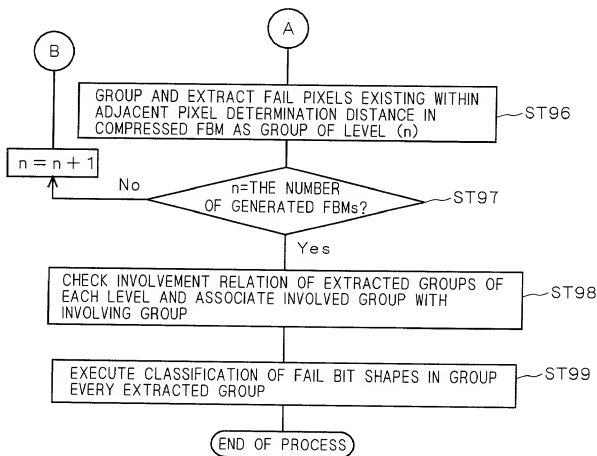 A
B
GROUP AND EXTRACT FAIL PIXELS EXISTING WITHIN
ADJACENT PIXEL DETERMINATION DISTANCE IN
COMPRESSED FBM AS GROUP OF LEVEL (n)
ST96
n=n+1
No
n=THE NUMBER
OF GENERATED FBMs?
ST97
Yes
CHECK INVOLVEMENT RELATION OF EXTRACTED GROUPS OF
EACH LEVEL AND ASSOCIATE INVOLVED GROUP WITH
INVOLVING GROUP
ST98
EXECUTE CLASSIFICATION OF FAIL BIT SHAPES IN GROUP
EVERY EXTRACTED GROUP
ST99
END OF PROCESS